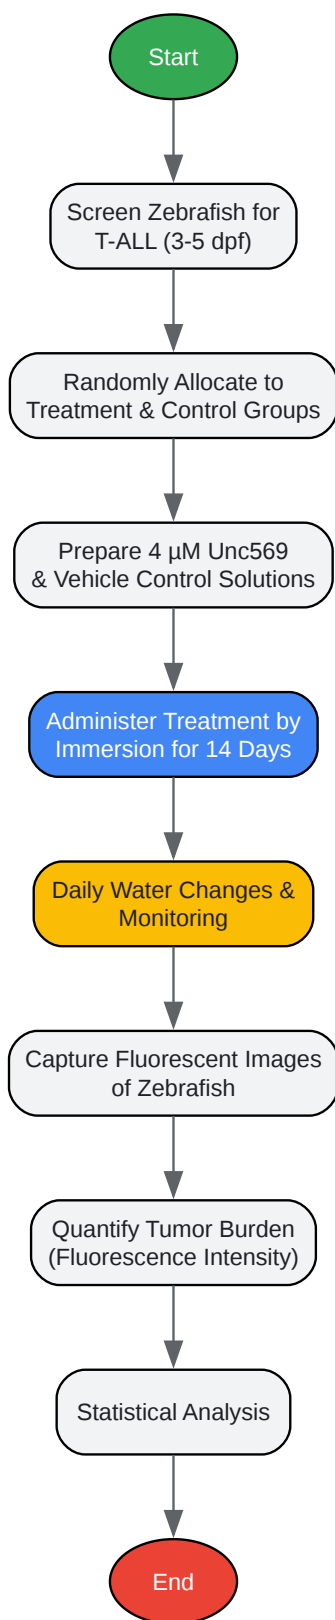 Start
Screen Zebrafish for
T-ALL (3-5 dpf)
Randomly Allocate to
Treatment & Control Groups
Prepare 4 µM Unc569
& Vehicle Control Solutions
Administer Treatment by
Immersion for 14 Days
Daily Water Changes &
Monitoring
Capture Fluorescent Images
of Zebrafish
Quantify Tumor Burden
(Fluorescence Intensity)
Statistical Analysis
End